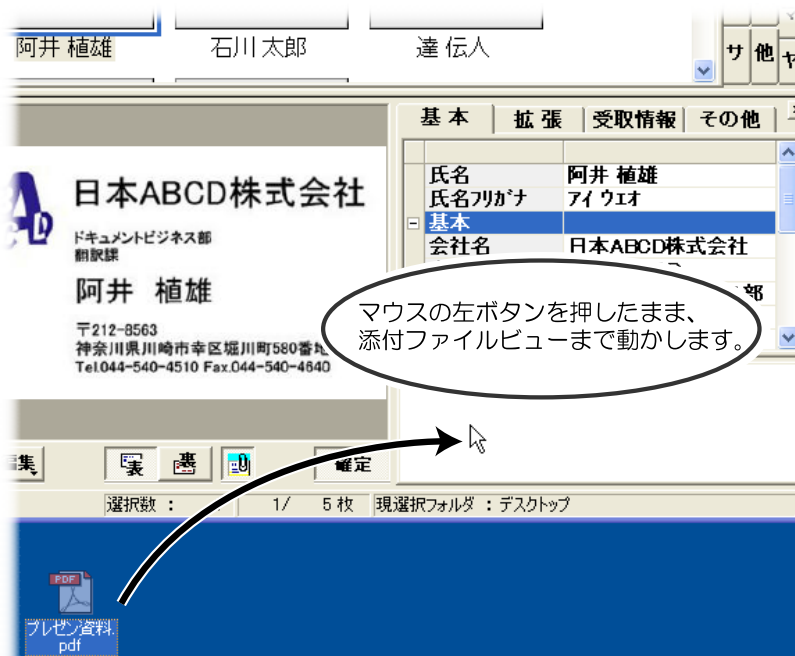 阿井 植雄
石川 太郎
達 伝人
サ 他 ヤ
基 本 拡 張 受取情報 その他
氏名 阿井 植雄
氏名フリガナ アイ ウエオ
基本
会社名 日本ABCD株式会社
部
日本ABCD株式会社
ドキュメントビジネス部
翻訳課
阿井 植雄
〒212-8563
神奈川県川崎市幸区堀川町580番地
Tel.044-540-4510 Fax.044-540-4640
マウスの左ボタンを押したまま、
添付ファイルビューまで動かします。
集 表 裏 確定
選択数 : 1/ 5 枚 現選択フォルダ : デスクトップ
PDF
プレゼン資料.
pdf